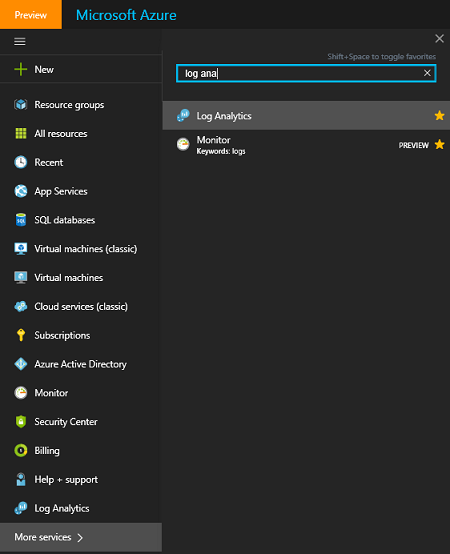 Preview
Microsoft Azure
Shift+Space to toggle favorites
New
log ana
Resource groups
All resources
Recent
App Services
SQL databases
Virtual machines (classic)
Virtual machines
Cloud services (classic)
Subscriptions
Azure Active Directory
Monitor
Security Center
Billing
Help + support
Log Analytics
More services
Log Analytics
Monitor
Keywords: logs
PREVIEW